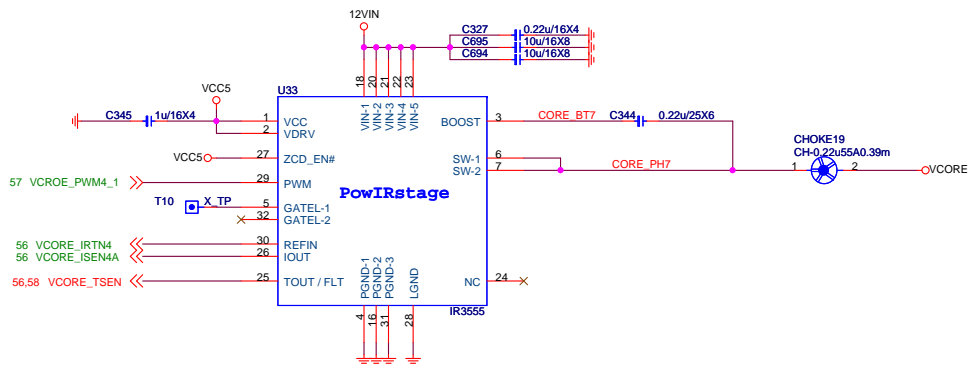 12VIN
C327 0.22u/16X4
C695 10u/16X8
C694 10u/16X8
18 20 21 22 23
VCC5
U33
C345 1u/16X4
VIN-1 VIN-2 VIN-3 VIN-4 VIN-5
1 VCC
2 VDRV
BOOST 3 CORE_BT7 C344 0.22u/25X6
CHOKE19
CH-0.22u55A0.39m
VCC5 27 ZCD_EN#
SW-1 6
SW-2 7 CORE_PH7
1 2 VCORE
57 VCROE_PWM4_1 29 PWM
PowIRstage
T10 X_TP 5 GATEL-1
32 GATEL-2
56 VCORE_IRTN4 30 REFIN
56 VCORE_ISEN4A 26 IOUT
56,58 VCORE_TSEN 25 TOUT / FLT
NC 24
PGND-1 PGND-2 PGND-3 LGND
IR3555
4 16 31 28